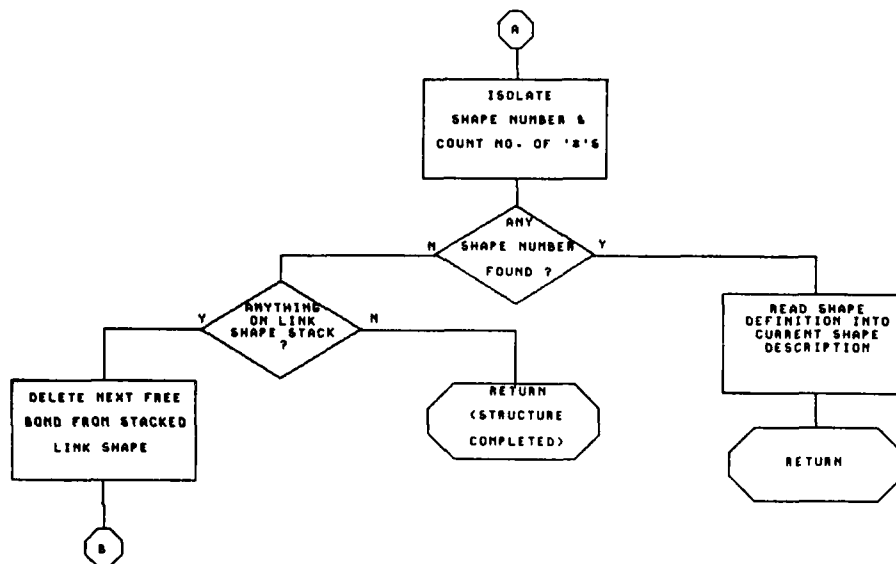 A
ISOLATE
SHAPE NUMBER &
COUNT NO. OF '*'S
ANY
N SHAPE NUMBER Y
FOUND ?
Y ANYTHING N
ON LINK
SHAPE STACK
?
READ SHAPE
DEFINITION INTO
CURRENT SHAPE
DESCRIPTION
DELETE NEXT FREE
BOND FROM STACKED
LINK SHAPE
RETURN
(STRUCTURE
COMPLETED)
RETURN
B